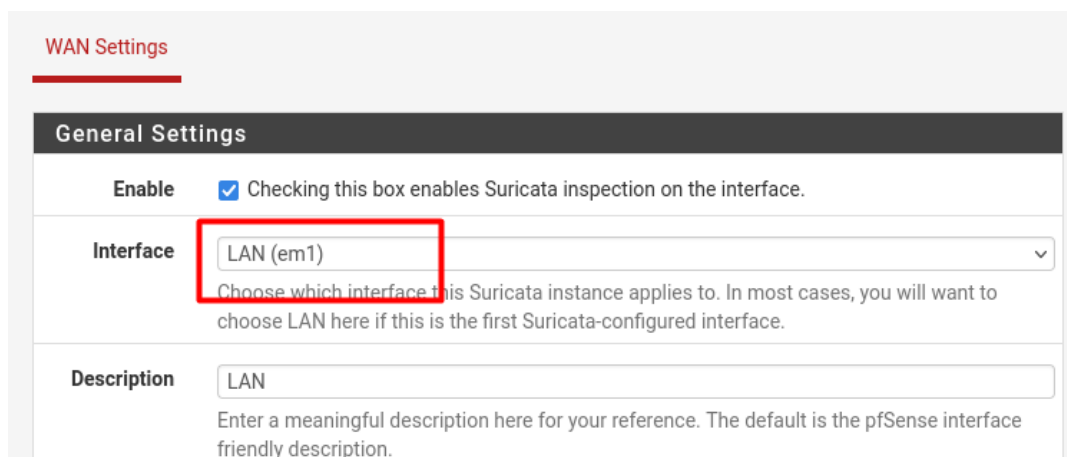 WAN Settings
General Settings
Enable
Checking this box enables Suricata inspection on the interface.
Interface
LAN (em1)
Choose which interface this Suricata instance applies to. In most cases, you will want to
choose LAN here if this is the first Suricata-configured interface.
Description
LAN
Enter a meaningful description here for your reference. The default is the pfSense interface
friendly description.